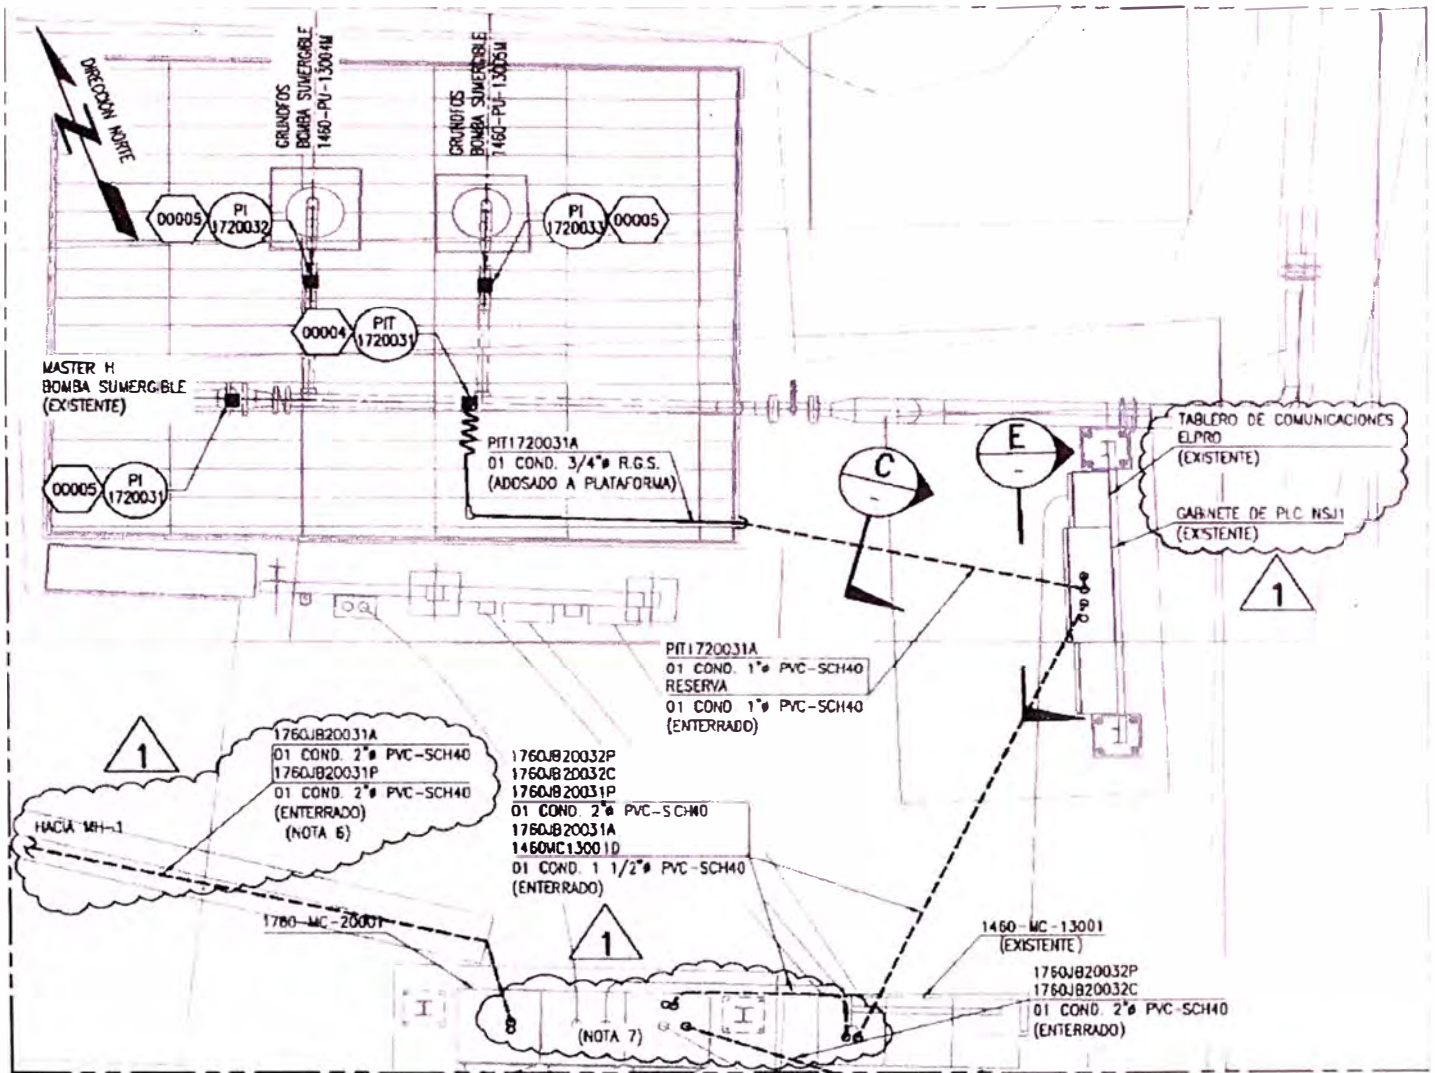 DIRECCION NORTE
GRUNDFOS
BOMBA SUMERGIBLE
1460-PU-13004M
GRUNDFOS
BOMBA SUMERGIBLE
1460-PU-13005M
00005
PI
1720032
PI
1720033
00005
00004
PIT
1720031
MASTER H
BOMBA SUMERGIBLE
(EXISTENTE)
00005
PI
1720031
PIT1720031A
01 COND. 3/4"ø R.G.S.
(ADOSADO A PLATAFORMA)
C
-
E
-
TABLERO DE COMUNICACIONES
ELPRO
(EXISTENTE)
GABINETE DE PLC NSJ1
(EXISTENTE)
1
PIT1720031A
01 COND. 1"ø PVC-SCH40
RESERVA
01 COND 1"ø PVC-SCH40
(ENTERRADO)
1
1760JB20031A
01 COND. 2"ø PVC-SCH40
1760JB20031P
01 COND. 2"ø PVC-SCH40
(ENTERRADO)
(NOTA 6)
HACIA MH-1
1760JB20032P
1760JB20032C
1760JB20031P
01 COND. 2"ø PVC-SCH40
1760JB20031A
1460MC13001D
01 COND. 1 1/2"ø PVC-SCH40
(ENTERRADO)
1
1760-MC-20001
1460-MC-13001
(EXISTENTE)
1760JB20032P
1760JB20032C
01 COND. 2"ø PVC-SCH40
(ENTERRADO)
(NOTA 7)